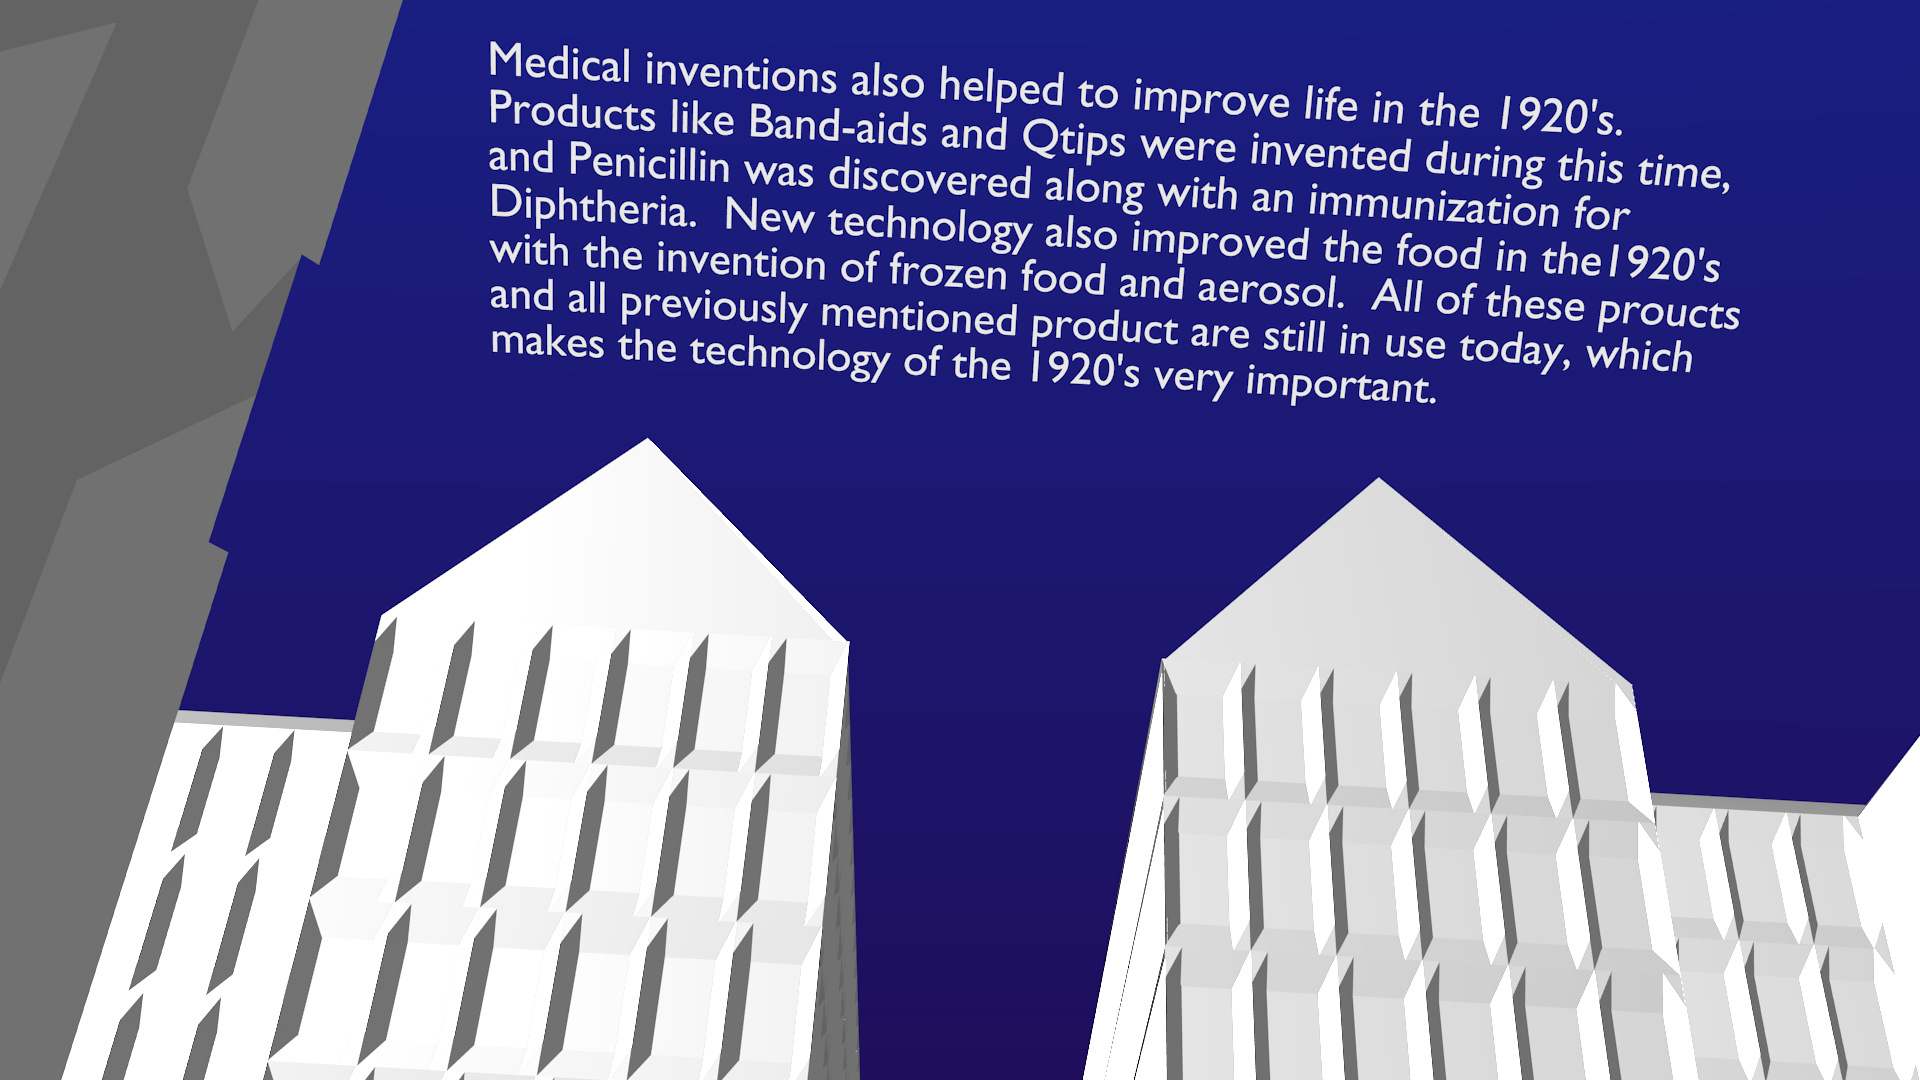 Medical inventions also helped to improve life in the 1920's.
Products like Band-aids and Qtips were invented during this time,
and Penicillin was discovered along with an immunization for
Diphtheria.  New technology also improved the food in the1920's
with the invention of frozen food and aerosol.  All of these proucts
and all previously mentioned product are still in use today, which
makes the technology of the 1920's very important.